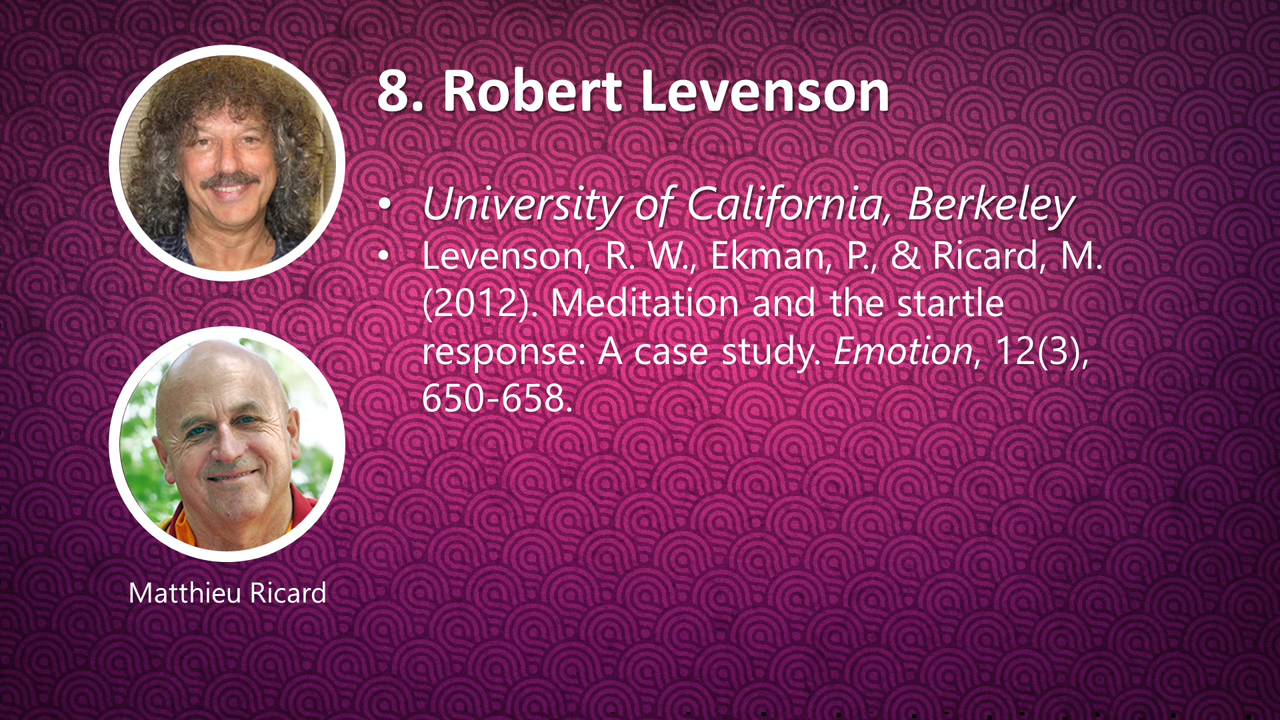 8. Robert Levenson
• University of California, Berkeley
• Levenson, R. W., Ekman, P., & Ricard, M.
(2012). Meditation and the startle
response: A case study. Emotion, 12(3),
650-658.
Matthieu Ricard